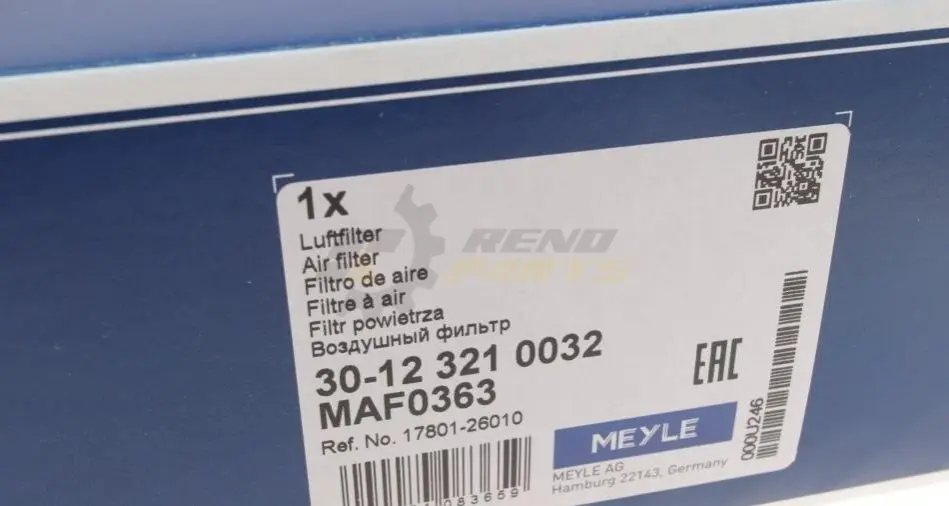 1x
Luftfilter
Air filter
Filtro de aire
Filtre à air
Filtr powietrza
Воздушный фильтр
30-12 321 0032
MAF0363
Ref. No. 17801-26010
EAC
MEYLE
MEYLE AG
Hamburg 22143, Germany
000U246
083659
RENO
PARTS